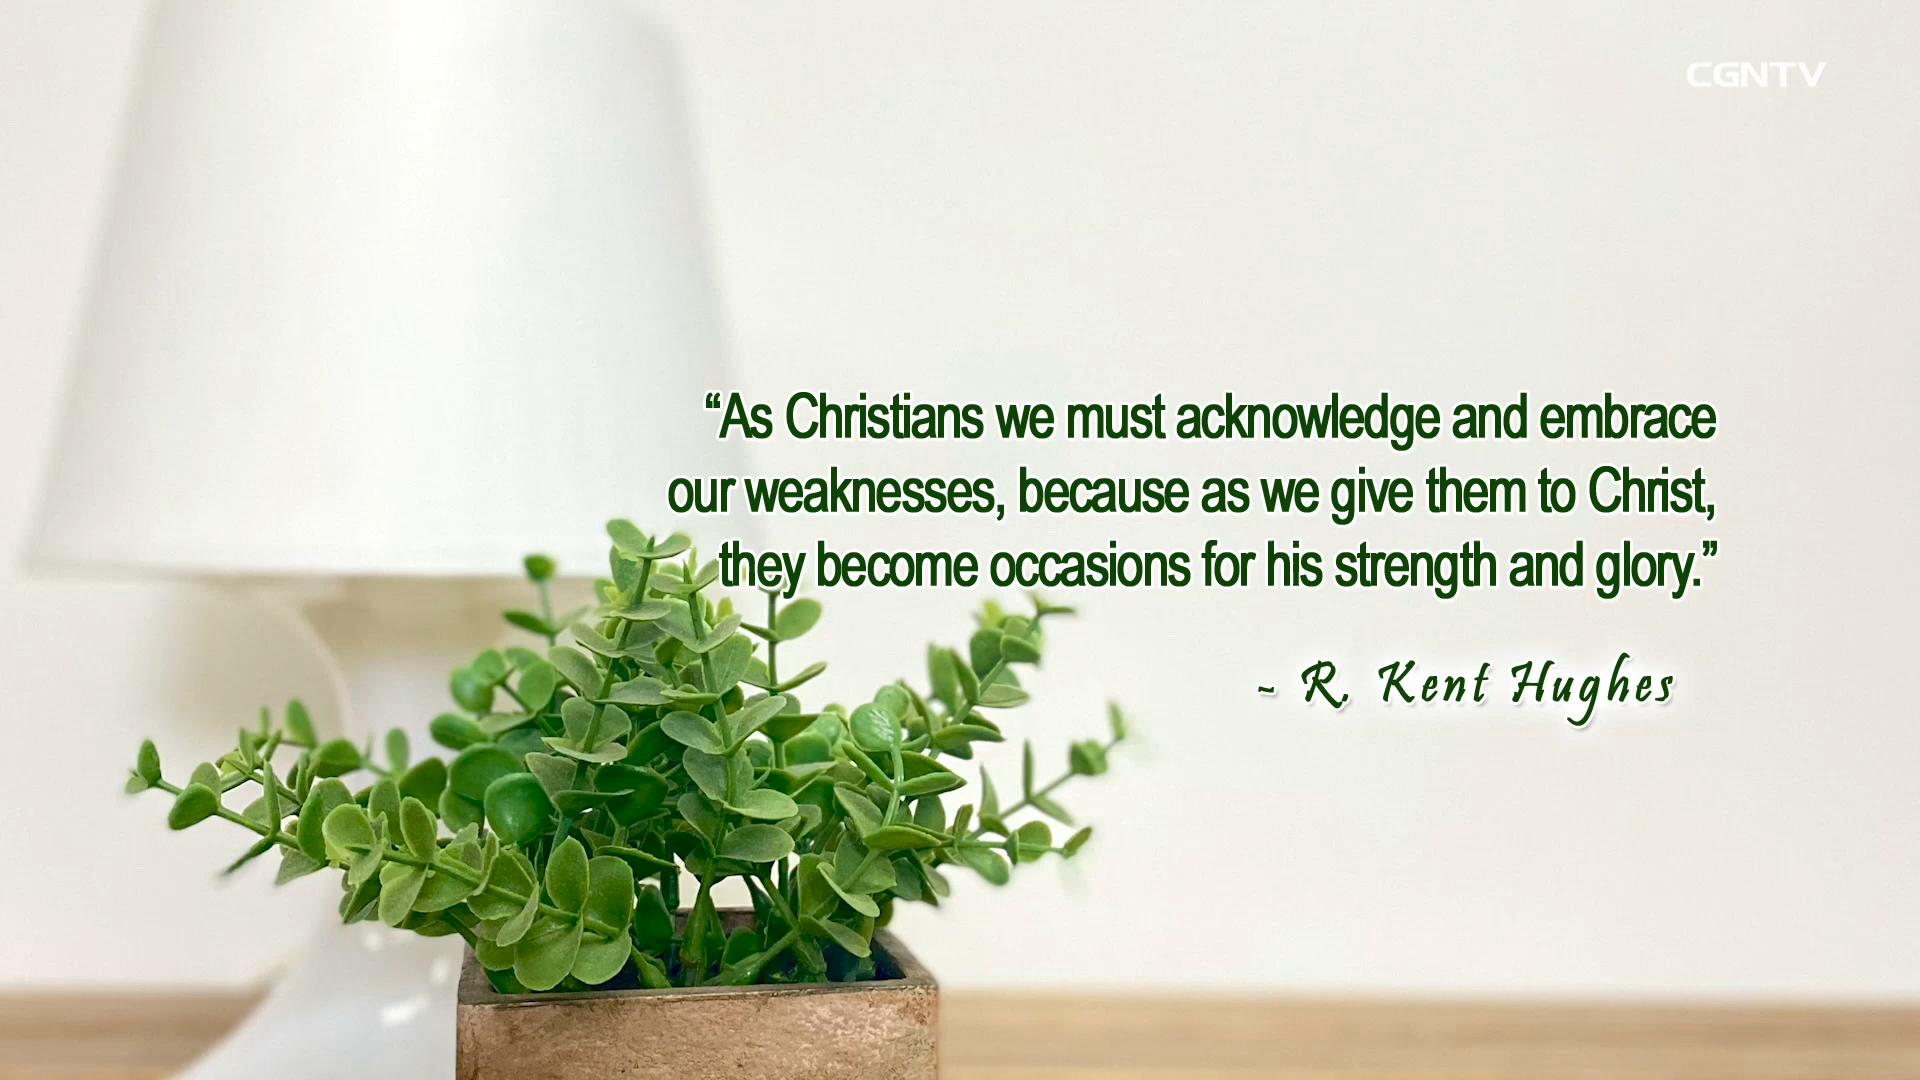 CGNTV
“As Christians we must acknowledge and embrace
our weaknesses, because as we give them to Christ,
they become occasions for his strength and glory.”
~ R. Kent Hughes